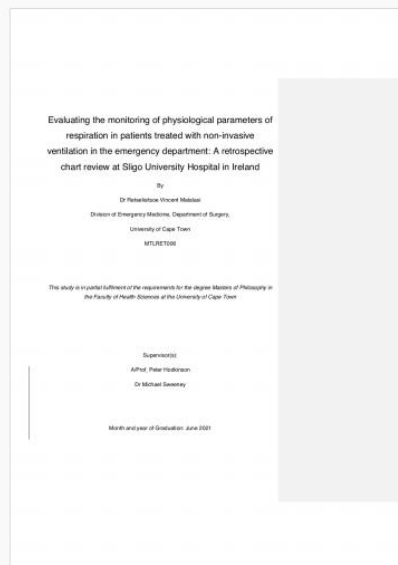 Evaluating the monitoring of physiological parameters of
respiration in patients treated with non-invasive
ventilation in the emergency department: A retrospective
chart review at Sligo University Hospital in Ireland
By
Dr Retselisitsoe Vincent Matalasi
Division of Emergency Medicine, Department of Surgery,
University of Cape Town
MTLRET006
This study is in partial fulfilment of the requirements for the degree Masters of Philosophy in
the Faculty of Health Sciences at the University of Cape Town
Supervisor(s):
A/Prof. Peter Hodkinson
Dr Michael Sweeney
Month and year of Graduation: June 2021